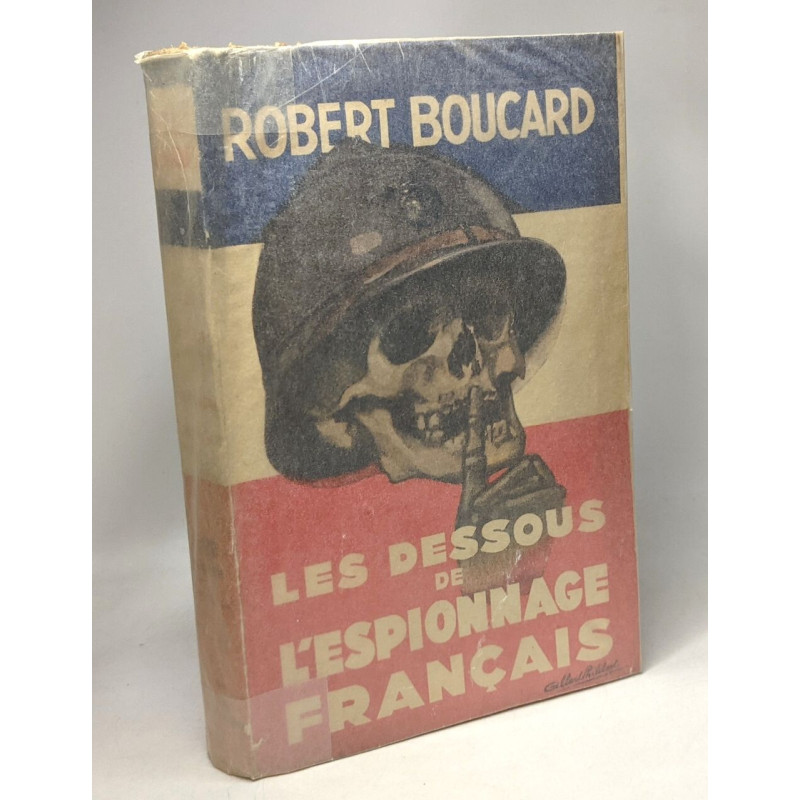 ROBERT BOUCARD
LES DESSOUS
DE
L'ESPIONNAGE
FRANÇAIS